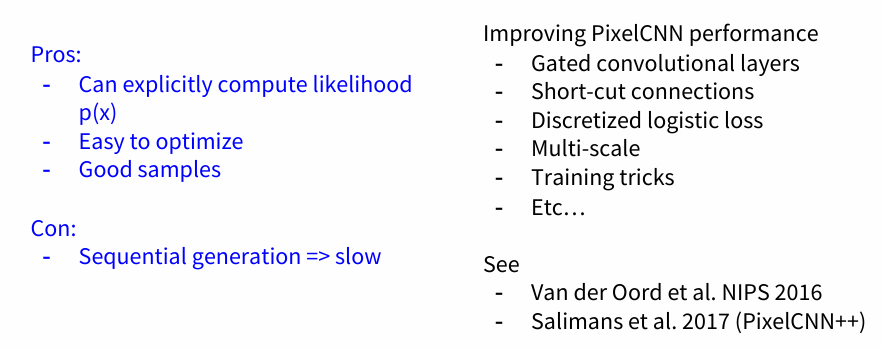 Pros:
- Can explicitly compute likelihood
p(x)
- Easy to optimize
- Good samples
Con:
- Sequential generation => slow
Improving PixelCNN performance
- Gated convolutional layers
- Short-cut connections
- Discretized logistic loss
- Multi-scale
- Training tricks
- Etc…
See
- Van der Oord et al. NIPS 2016
- Salimans et al. 2017 (PixelCNN++)